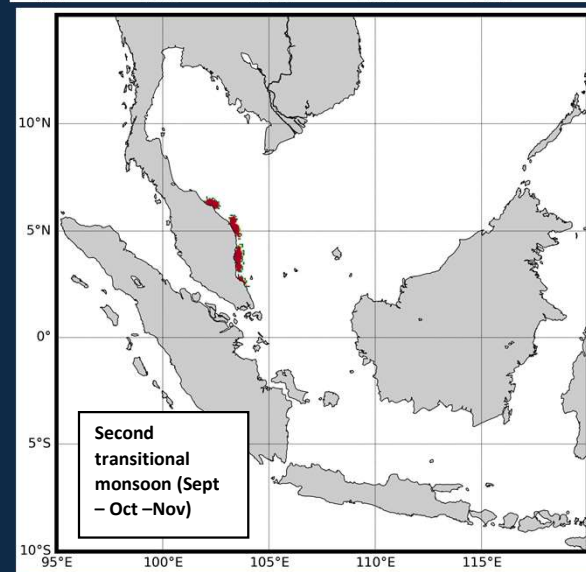 10°N
5°N
0°
5°S
10°S
Second
transitional
monsoon (Sept
– Oct –Nov)
95°E 100°E 105°E 110°E 115°E